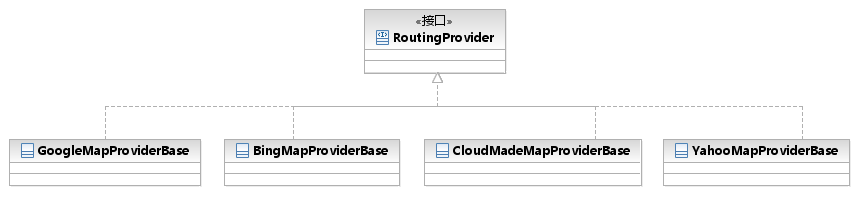 «接口»
RoutingProvider
GoogleMapProviderBase
BingMapProviderBase
CloudMadeMapProviderBase
YahooMapProviderBase